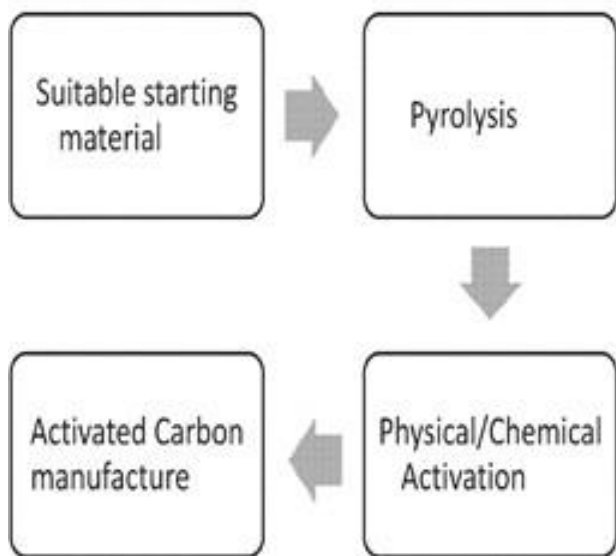 Suitable starting
material
Pyrolysis
Physical/Chemical
Activation
Activated Carbon
manufacture